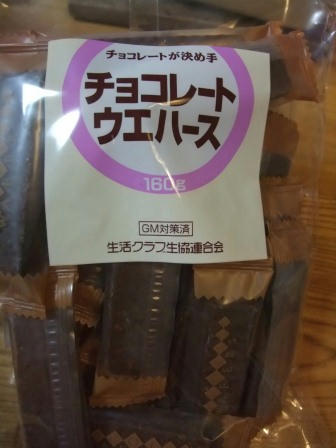 チョコレートが決め手
チョコレート
ウエハース
160g
GM対策済
生活クラブ生協連合会